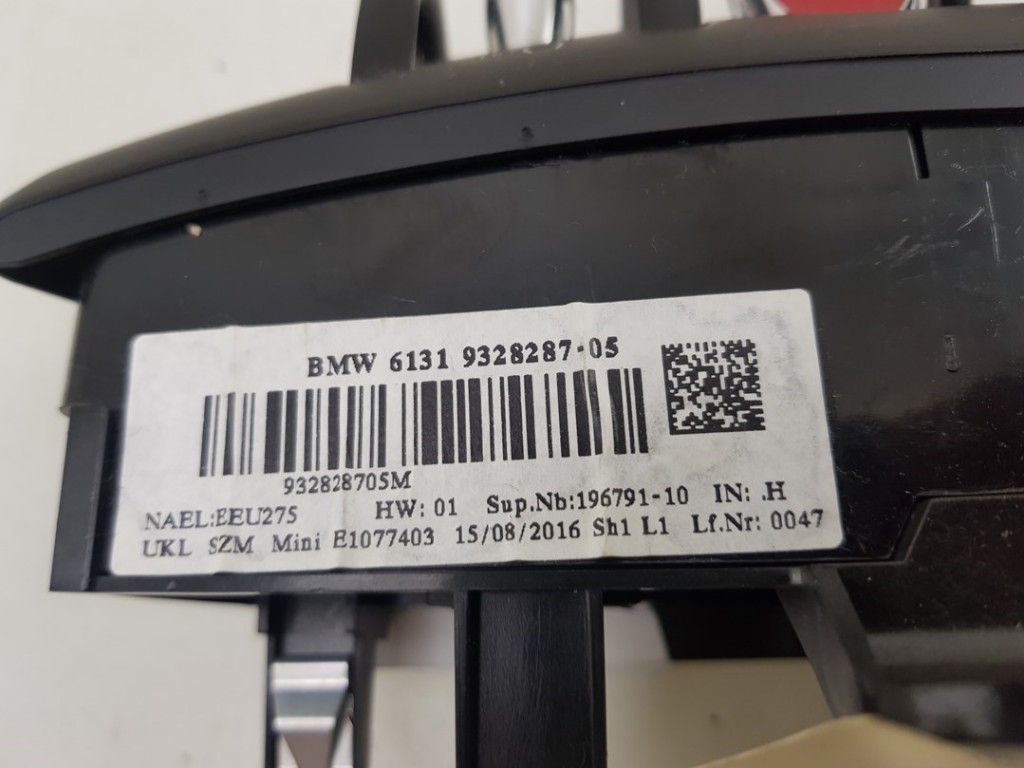 BMW 6131 9328287-05
932828705M
NAEL:EEU275 HW: 01 Sup.Nb:196791-10 IN: .H
UKL SZM Mini E1077403 15/08/2016 Sh1 L1 Lf.Nr: 0047